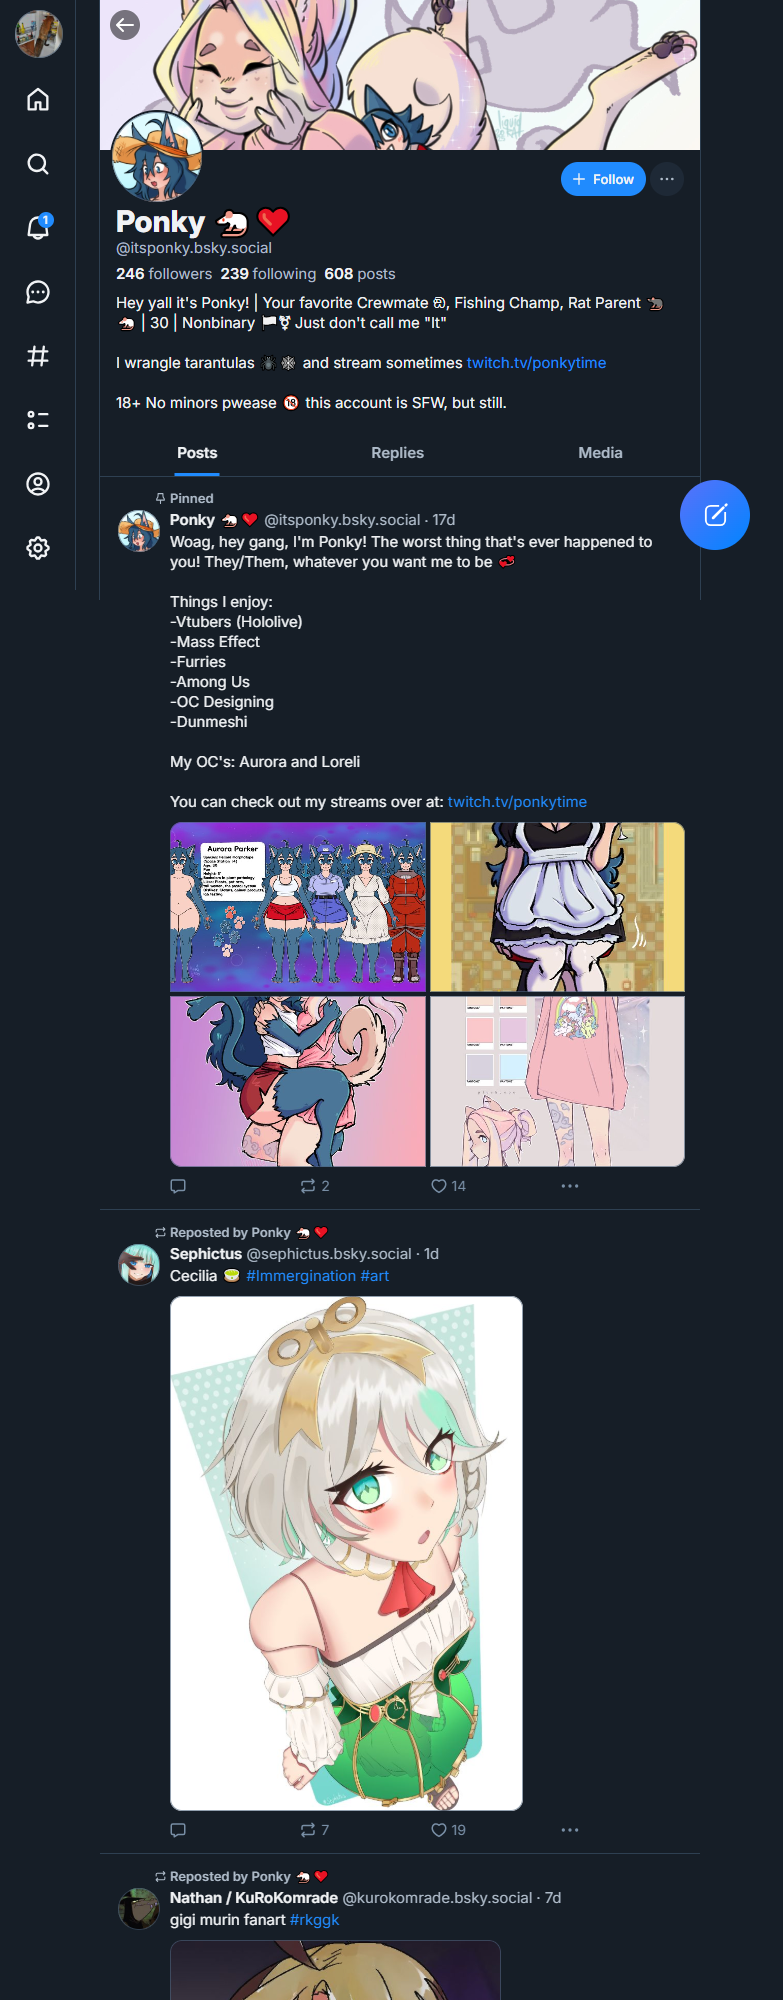 1
+ Follow
Ponky 🐁 ❤️
@itsponky.bsky.social
246 followers 239 following 608 posts
Hey yall it's Ponky! | Your favorite Crewmate ඞ, Fishing Champ, Rat Parent 🐀
🐁 | 30 | Nonbinary 🏳️⚧ Just don't call me "It"
I wrangle tarantulas 🕷️ 🕸️ and stream sometimes twitch.tv/ponkytime
18+ No minors pwease 🔞 this account is SFW, but still.
Posts Replies Media
Pinned
Ponky 🐁 ❤️ @itsponky.bsky.social · 17d
Woag, hey gang, I'm Ponky! The worst thing that's ever happened to
you! They/Them, whatever you want me to be 💞
Things I enjoy:
-Vtubers (Hololive)
-Mass Effect
-Furries
-Among Us
-OC Designing
-Dunmeshi
My OC's: Aurora and Loreli
You can check out my streams over at: twitch.tv/ponkytime
Aurora Parker
2 14
Reposted by Ponky 🐁 ❤️
Sephictus @sephictus.bsky.social · 1d
Cecilia 🍵 #Immergination #art
7 19
Reposted by Ponky 🐁 ❤️
Nathan / KuRoKomrade @kurokomrade.bsky.social · 7d
gigi murin fanart #rkggk